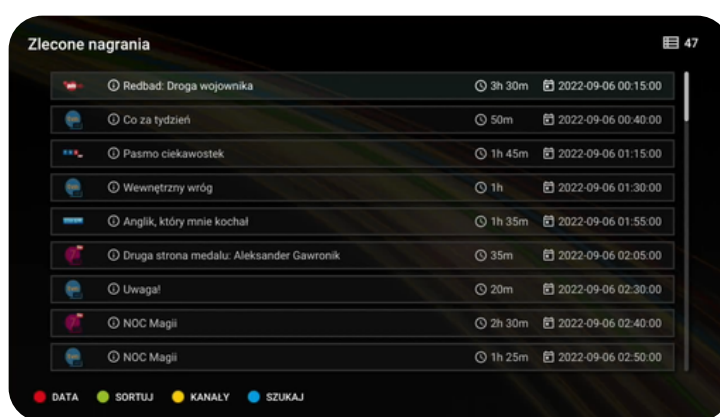 Zlecone nagrania 47
Redbad: Droga wojownika 3h 30m 2022-09-06 00:15:00
Co za tydzień 50m 2022-09-06 00:40:00
Pasmo ciekawostek 1h 45m 2022-09-06 01:15:00
Wewnętrzny wróg 1h 2022-09-06 01:30:00
Anglik, który mnie kochał 1h 35m 2022-09-06 01:55:00
Druga strona medalu: Aleksander Gawronik 35m 2022-09-06 02:05:00
Uwaga! 20m 2022-09-06 02:30:00
NOC Magii 2h 30m 2022-09-06 02:40:00
NOC Magii 1h 25m 2022-09-06 02:50:00
DATA SORTUJ KANAŁY SZUKAJ